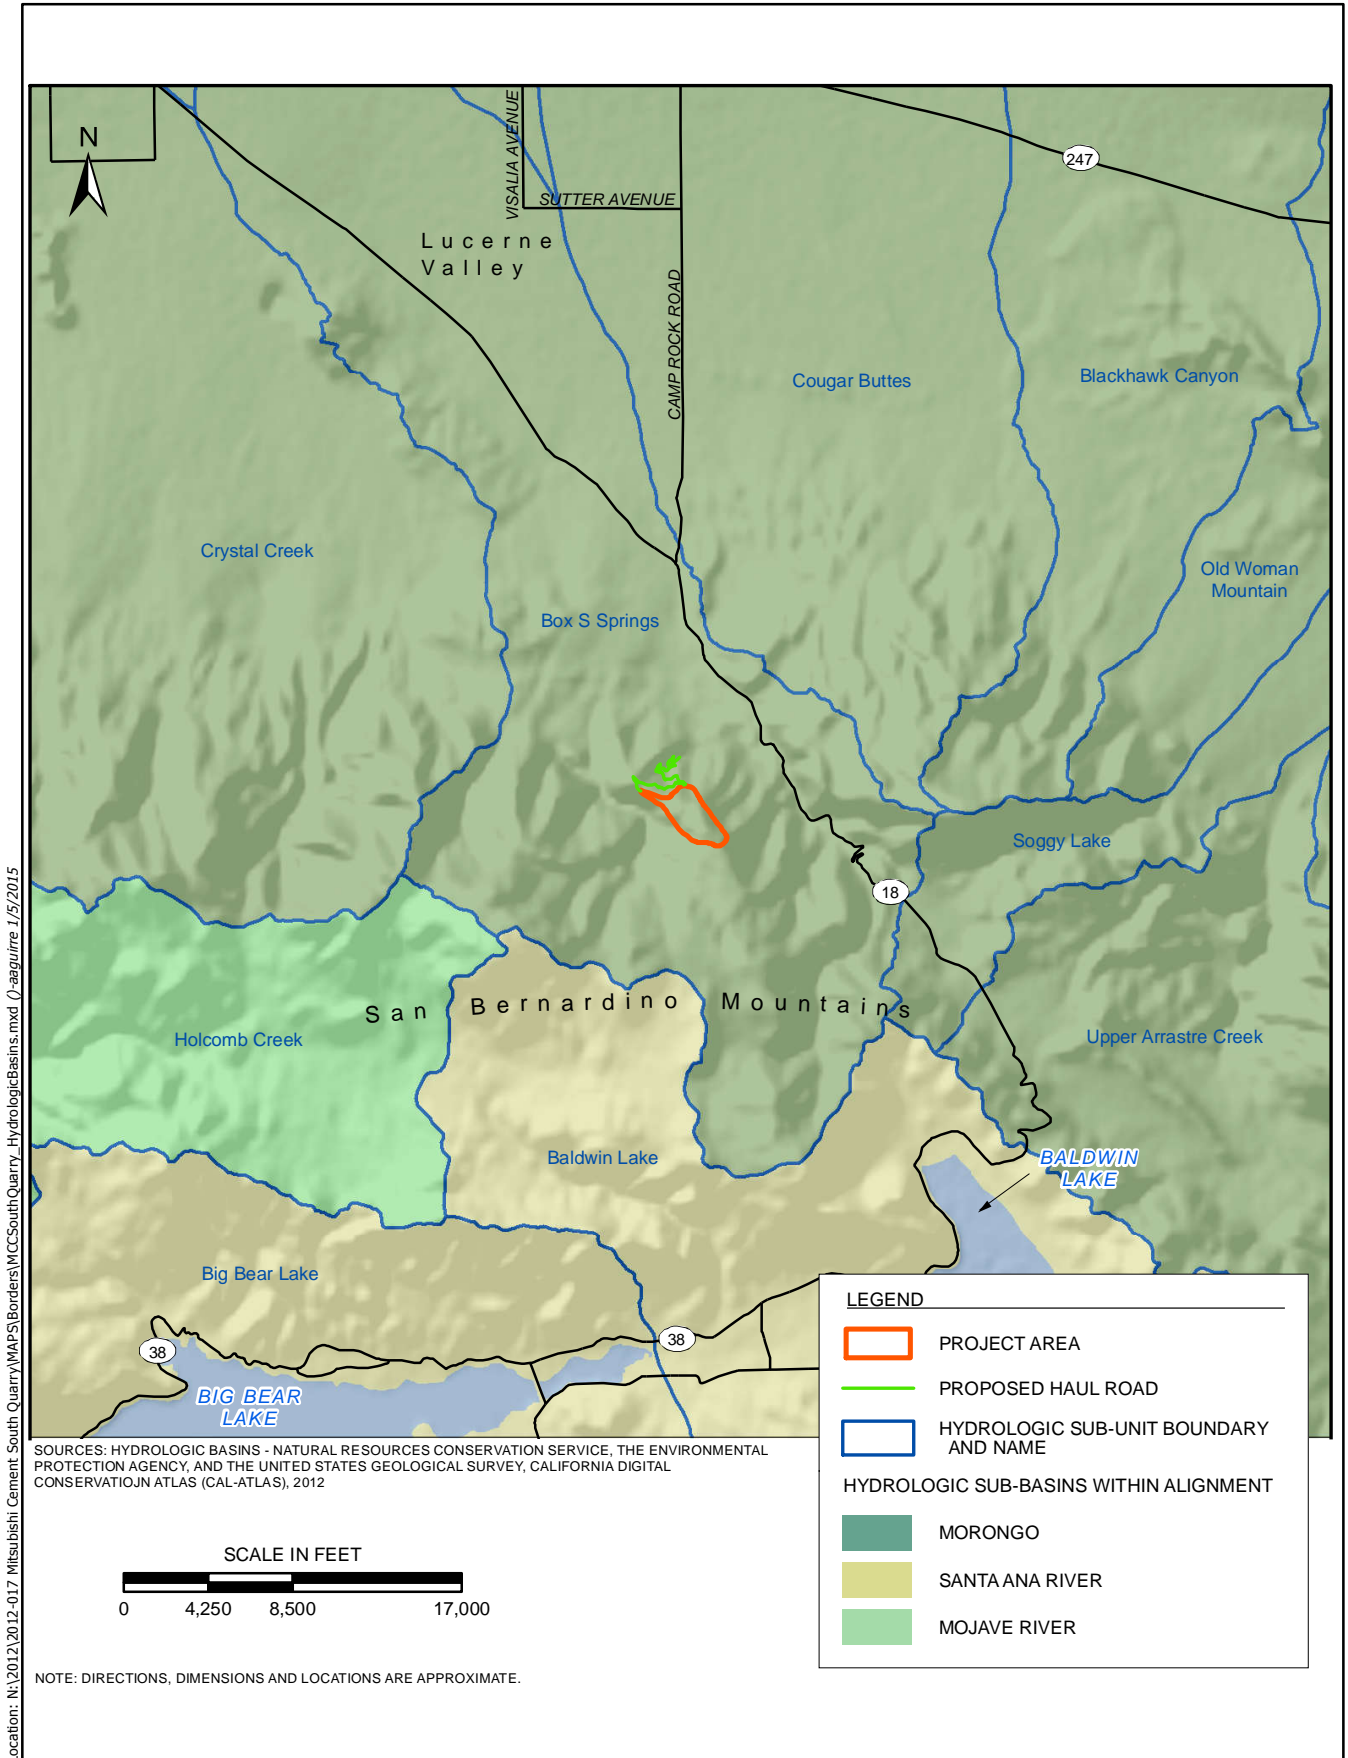 N
VISALIA AVENUE
SUTTER AVENUE
247
Lucerne
Valley
CAMP ROCK ROAD
Cougar Buttes
Blackhawk Canyon
Crystal Creek
Old Woman
Mountain
Box S Springs
Soggy Lake
18
San Bernardino Mountains
Holcomb Creek
Upper Arrastre Creek
Baldwin Lake
BALDWIN
LAKE
Big Bear Lake
38
38
BIG BEAR
LAKE
LEGEND
PROJECT AREA
PROPOSED HAUL ROAD
HYDROLOGIC SUB-UNIT BOUNDARY
AND NAME
HYDROLOGIC SUB-BASINS WITHIN ALIGNMENT
MORONGO
SANTA ANA RIVER
MOJAVE RIVER
SOURCES: HYDROLOGIC BASINS - NATURAL RESOURCES CONSERVATION SERVICE, THE ENVIRONMENTAL
PROTECTION AGENCY, AND THE UNITED STATES GEOLOGICAL SURVEY, CALIFORNIA DIGITAL
CONSERVATIOJN ATLAS (CAL-ATLAS), 2012
SCALE IN FEET
0 4,250 8,500 17,000
NOTE: DIRECTIONS, DIMENSIONS AND LOCATIONS ARE APPROXIMATE.
ocation: N:\2012\2012-017 Mitsubishi Cement South Quarry\MAPS\Borders\MCCSouthQuarry_HydrologicBasins.mxd ()-aaguirre 1/5/2015